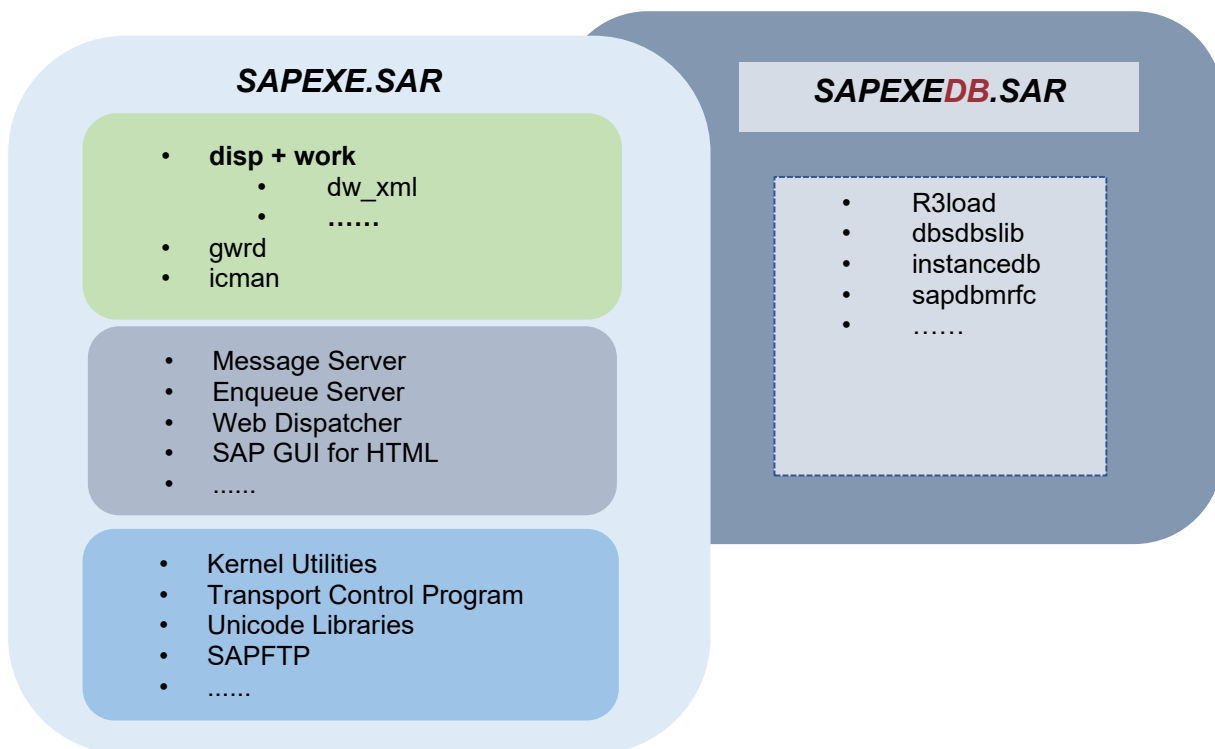 SAPEXE.SAR
• disp + work
• dw_xml
• ......
• gwrd
• icman
• Message Server
• Enqueue Server
• Web Dispatcher
• SAP GUI for HTML
• ......
• Kernel Utilities
• Transport Control Program
• Unicode Libraries
• SAPFTP
• ......
SAPEXEDB.SAR
• R3load
• dbsdbslib
• instancedb
• sapdbmrfc
• ......